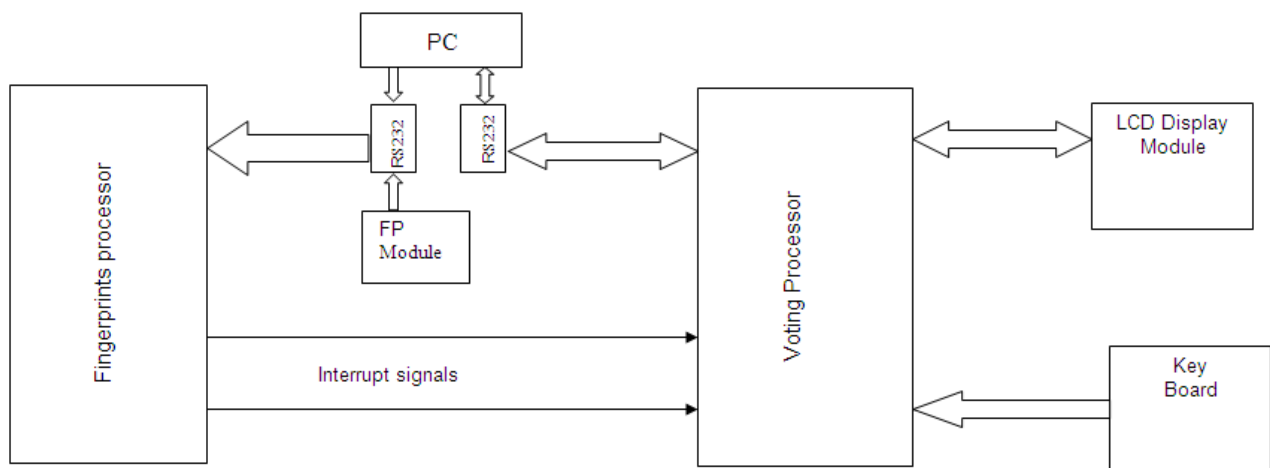 PC
RS232
RS232
FP
Module
Fingerprints processor
Interrupt signals
Voting Processor
LCD Display
Module
Key
Board